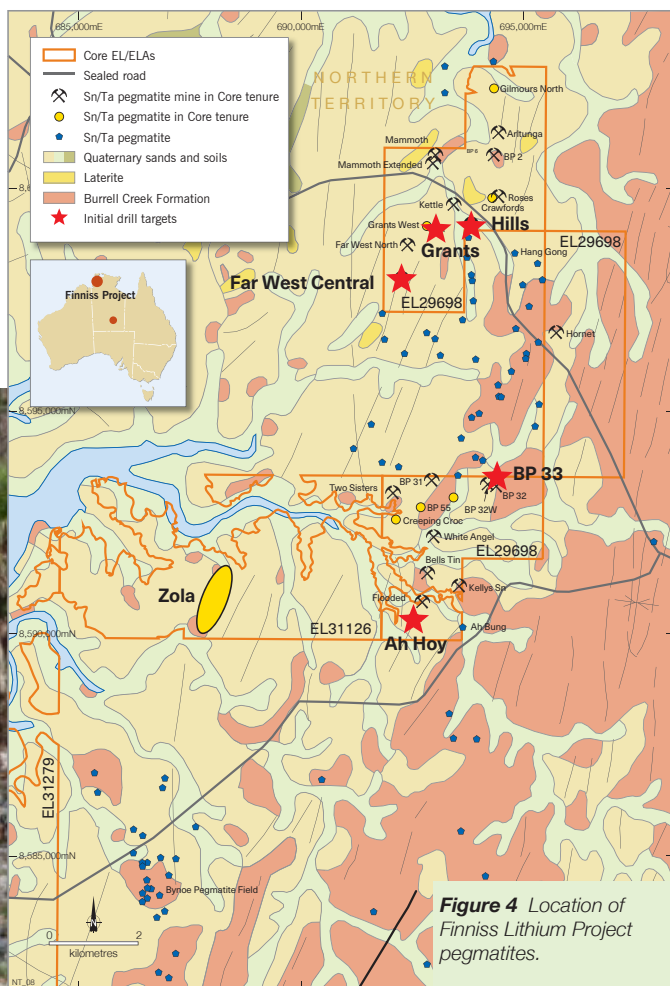 685,000mE
690,000mE
695,000mE
NORTHERN
TERRITORY
Core EL/ELAs
Sealed road
Sn/Ta pegmatite mine in Core tenure
Sn/Ta pegmatite in Core tenure
Sn/Ta pegmatite
Quaternary sands and soils
Laterite
Burrell Creek Formation
Initial drill targets
Finniss Project
Gilmours North
Aritunga
Mammoth
BP 6
BP 2
Mammoth Extended
Kettle
Roses
Crawfords
Grants West
Hills
Far West North
Grants
EL29698
Hang Gong
Far West Central
EL29698
Hornet
8,595,000mN
BP 33
Two Sisters
BP 31
BP 32
BP 55
BP 32W
Creeping Croc
White Angel
EL29698
Bells Tin
Zola
Kellys Sn
Flooded
EL31126
Ah Bung
8,590,000mN
Ah Hoy
EL31279
8,585,000mN
Bynoe Pegmatite Field
0 2
kilometres
NT_08
Figure 4 Location of
Finniss Lithium Project
pegmatites.